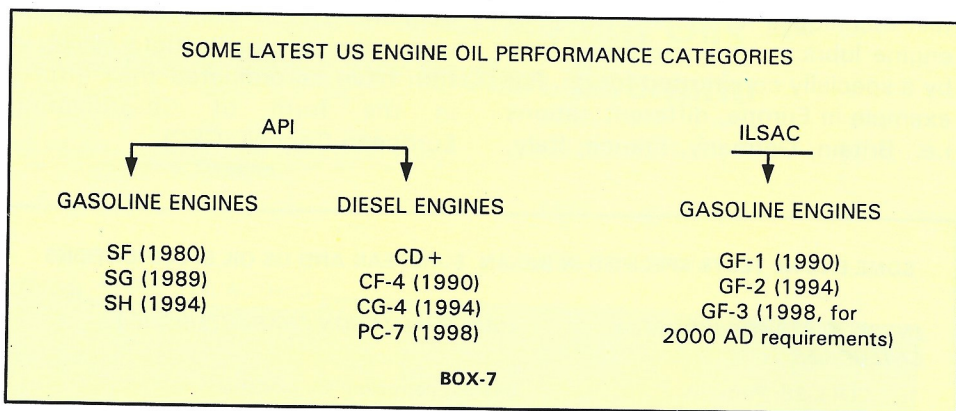 SOME LATEST US ENGINE OIL PERFORMANCE CATEGORIES
API
GASOLINE ENGINES
SF (1980)
SG (1989)
SH (1994)
DIESEL ENGINES
CD +
CF-4 (1990)
CG-4 (1994)
PC-7 (1998)
ILSAC
GASOLINE ENGINES
GF-1 (1990)
GF-2 (1994)
GF-3 (1998, for
2000 AD requirements)
BOX-7